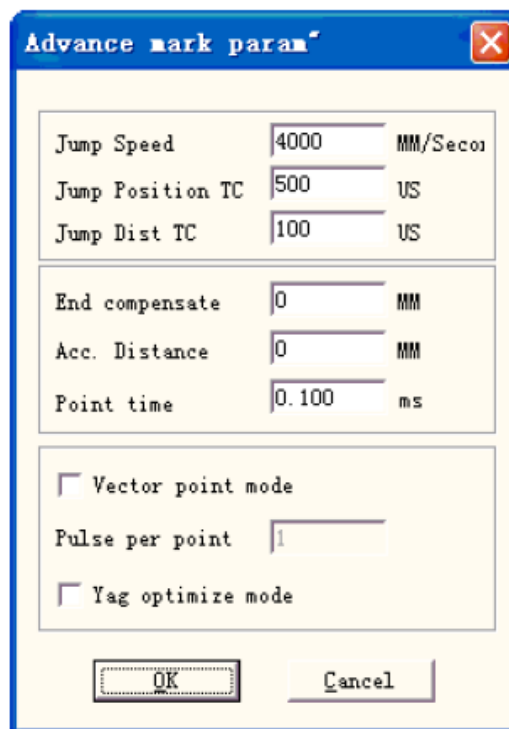 Advance mark param
Jump Speed 4000 MM/Secon
Jump Position TC 500 US
Jump Dist TC 100 US
End compensate 0 MM
Acc. Distance 0 MM
Point time 0.100 ms
Vector point mode
Pulse per point 1
Yag optimize mode
OK Cancel